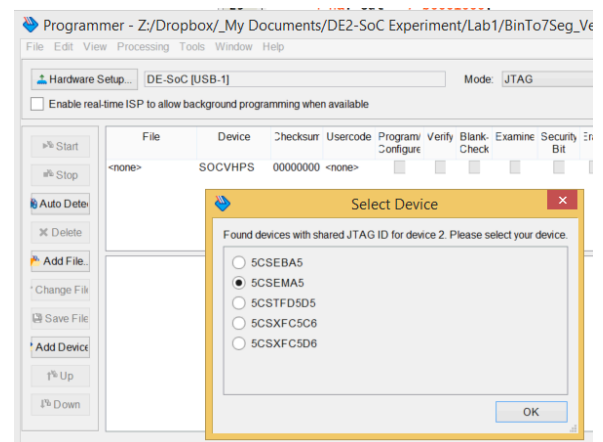 Programmer - Z:/Dropbox/_My Documents/DE2-SoC Experiment/Lab1/BinTo7Seg_Ve
File Edit View Processing Tools Window Help
Hardware Setup... DE-SoC [USB-1] Mode: JTAG
Enable real-time ISP to allow background programming when available
Start
Stop
Auto Detec
Delete
Add File..
Change File
Save File
Add Device
Up
Down
File Device Checksum Usercode Program/ Verify Blank- Examine Security Era
Configure Check Bit
<none> SOCVHPS 00000000 <none>
Select Device
Found devices with shared JTAG ID for device 2. Please select your device.
5CSEBA5
5CSEMA5
5CSTFD5D5
5CSXFC5C6
5CSXFC5D6
OK